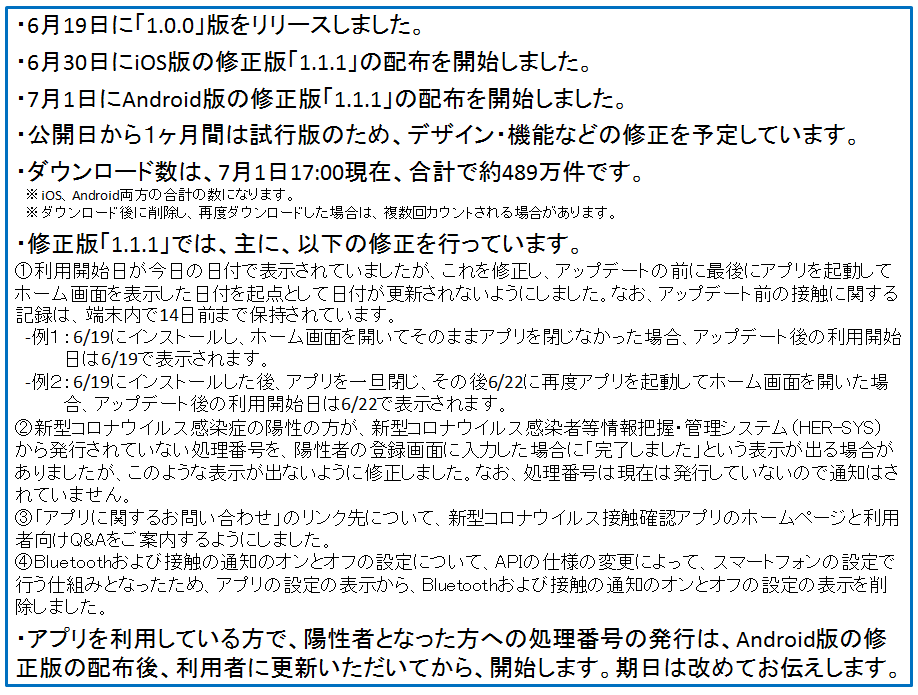 ・6月19日に「1.0.0」版をリリースしました。
・6月30日にiOS版の修正版「1.1.1」の配布を開始しました。
・7月1日にAndroid版の修正版「1.1.1」の配布を開始しました。
・公開日から1ヶ月間は試行版のため、デザイン・機能などの修正を予定しています。
・ダウンロード数は、7月1日17:00現在、合計で約489万件です。
※iOS、Android両方の合計の数になります。
※ダウンロード後に削除し、再度ダウンロードした場合は、複数回カウントされる場合があります。
・修正版「1.1.1」では、主に、以下の修正を行っています。
①利用開始日が今日の日付で表示されていましたが、これを修正し、アップデートの前に最後にアプリを起動して
ホーム画面を表示した日付を起点として日付が更新されないようにしました。なお、アップデート前の接触に関する
記録は、端末内で14日前まで保持されています。
-例1：6/19にインストールし、ホーム画面を開いてそのままアプリを閉じなかった場合、アップデート後の利用開始
日は6/19で表示されます。
-例2：6/19にインストールした後、アプリを一旦閉じ、その後6/22に再度アプリを起動してホーム画面を開いた場
合、アップデート後の利用開始日は6/22で表示されます。
②新型コロナウイルス感染症の陽性の方が、新型コロナウイルス感染者等情報把握・管理システム（HER-SYS）
から発行されていない処理番号を、陽性者の登録画面に入力した場合に「完了しました」という表示が出る場合が
ありましたが、このような表示が出ないように修正しました。なお、処理番号は現在は発行していないので通知はさ
れていません。
③「アプリに関するお問い合わせ」のリンク先について、新型コロナウイルス接触確認アプリのホームページと利用
者向けQ&Aをご案内するようにしました。
④Bluetoothおよび接触の通知のオンとオフの設定について、APIの仕様の変更によって、スマートフォンの設定で
行う仕組みとなったため、アプリの設定の表示から、Bluetoothおよび接触の通知のオンとオフの設定の表示を削
除しました。
・アプリを利用している方で、陽性者となった方への処理番号の発行は、Android版の修
正版の配布後、利用者に更新いただいてから、開始します。期日は改めてお伝えします。